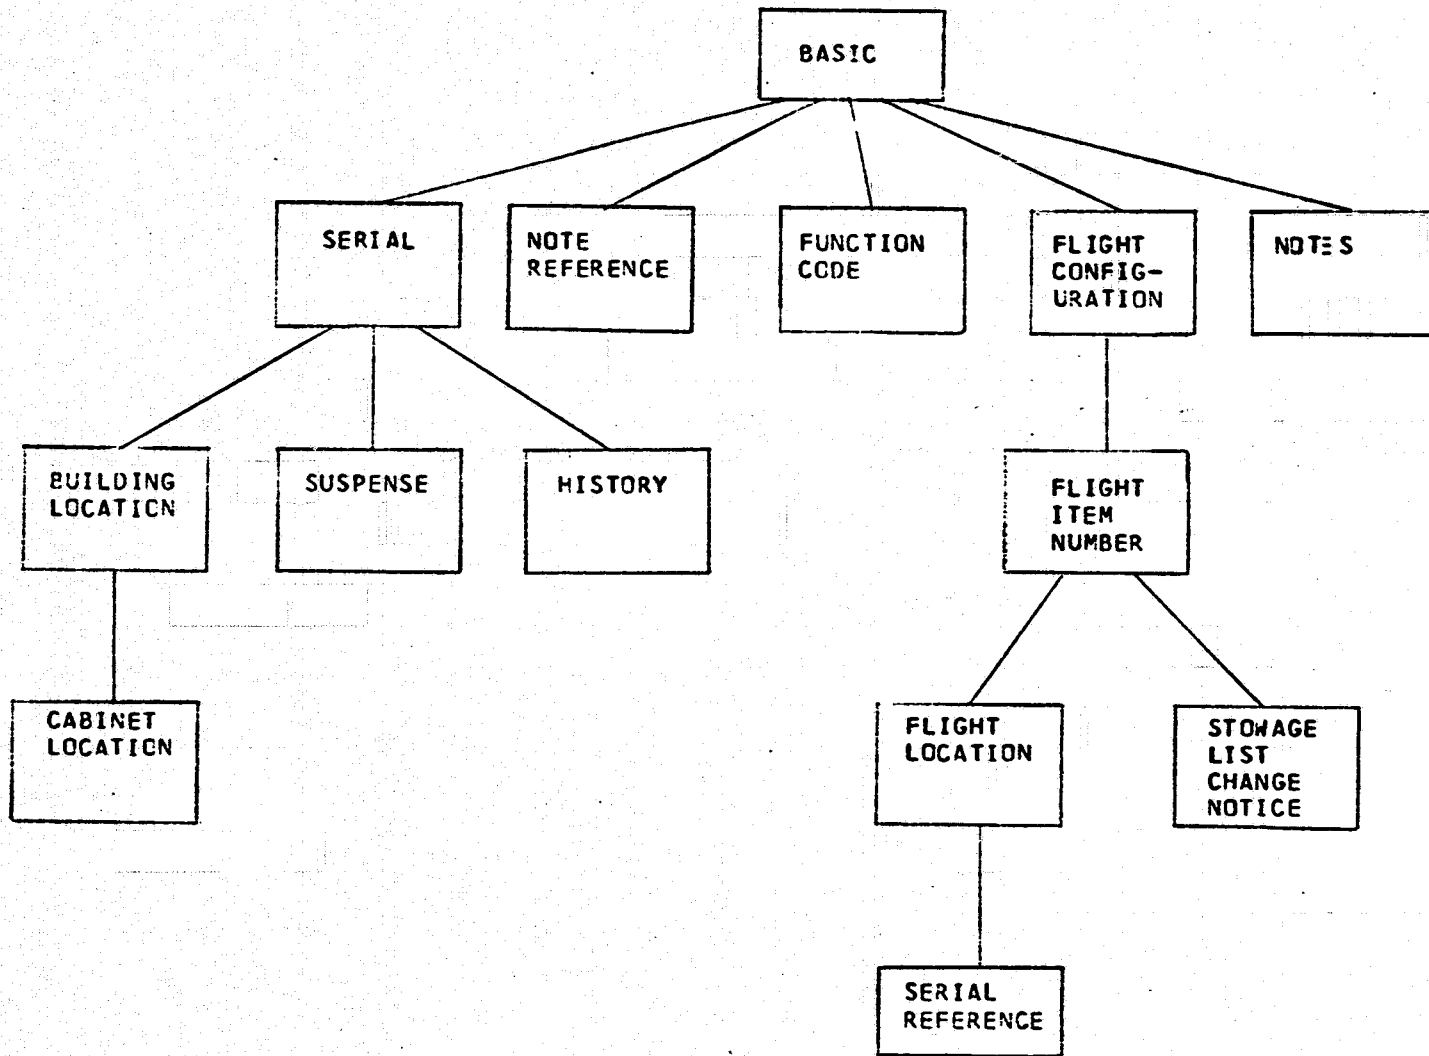 BASIC
SERIAL
NOTE
REFERENCE
FUNCTION
CODE
FLIGHT
CONFIG-
URATION
NOTES
BUILDING
LOCATION
SUSPENSE
HISTORY
FLIGHT
ITEM
NUMBER
CABINET
LOCATION
FLIGHT
LOCATION
STOWAGE
LIST
CHANGE
NOTICE
SERIAL
REFERENCE